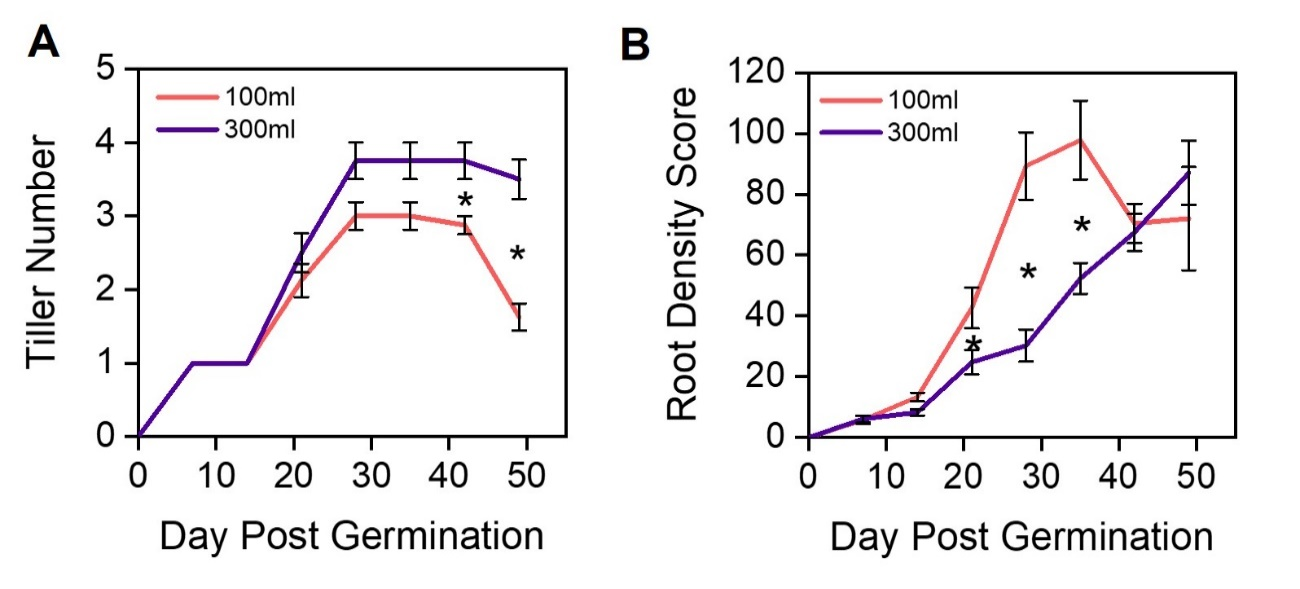 A
5
4
3
2
1
0
Tiller Number
100ml
300ml
*
*
0 10 20 30 40 50
Day Post Germination
B
120
100
80
60
40
20
0
Root Density Score
100ml
300ml
*
*
*
0 10 20 30 40 50
Day Post Germination